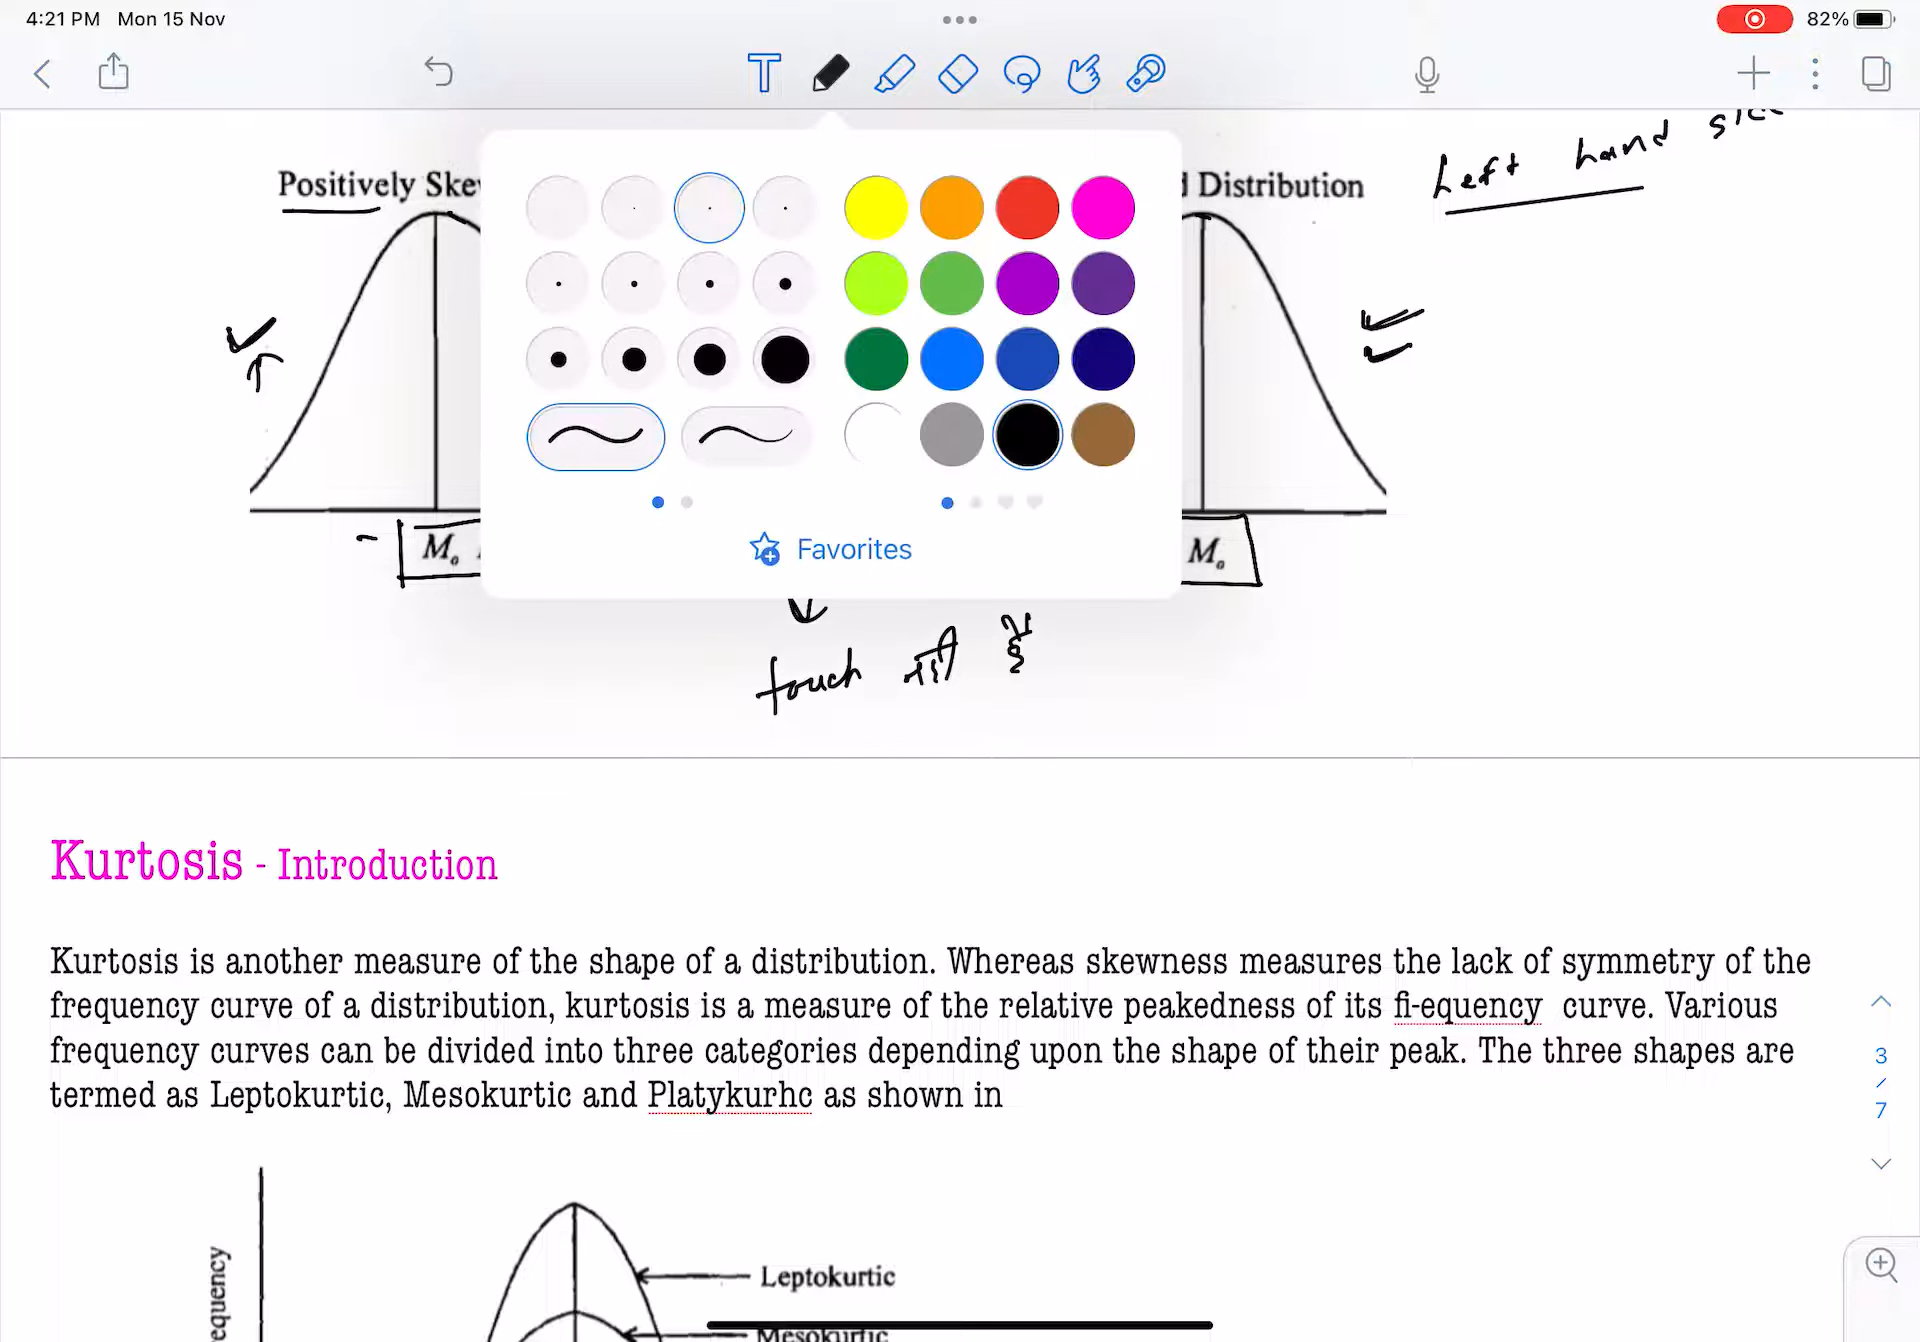 4:21 PM Mon 15 Nov
82%
Left hand
Positively Ske
Distribution
Mo
Mo
Favorites
touch
Kurtosis - Introduction
Kurtosis is another measure of the shape of a distribution. Whereas skewness measures the lack of symmetry of the
frequency curve of a distribution, kurtosis is a measure of the relative peakedness of its fi-equency curve. Various
frequency curves can be divided into three categories depending upon the shape of their peak. The three shapes are
termed as Leptokurtic, Mesokurtic and Platykurhc as shown in
3
/
7
equency
Leptokurtic
Mesokurtic